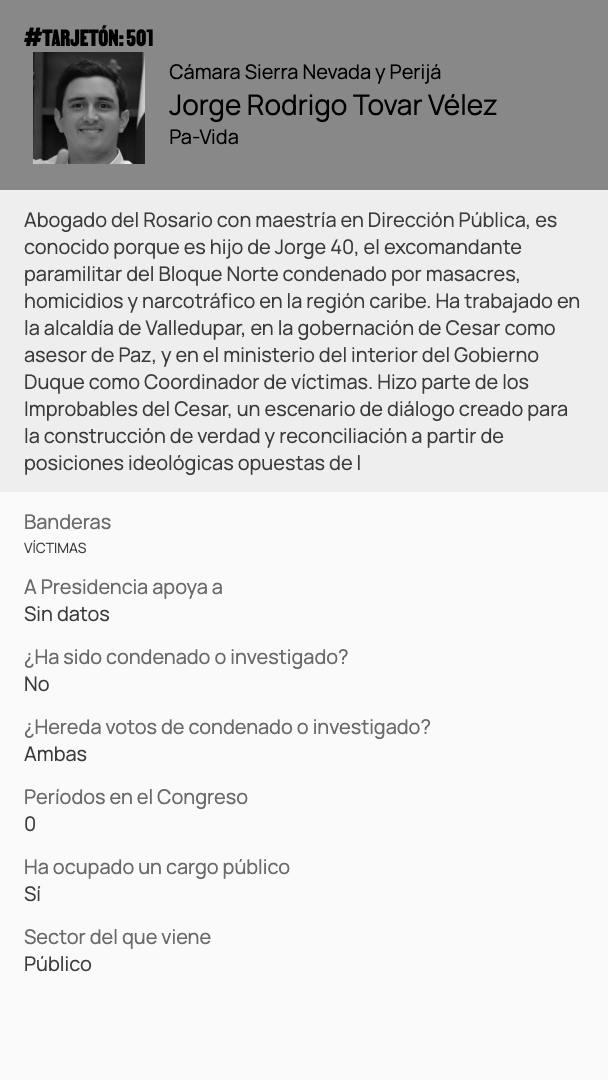 #TARJETÓN: 501
Cámara Sierra Nevada y Perijá
Jorge Rodrigo Tovar Vélez
Pa-Vida
Abogado del Rosario con maestría en Dirección Pública, es
conocido porque es hijo de Jorge 40, el excomandante
paramilitar del Bloque Norte condenado por masacres,
homicidios y narcotráfico en la región caribe. Ha trabajado en
la alcaldía de Valledupar, en la gobernación de Cesar como
asesor de Paz, y en el ministerio del interior del Gobierno
Duque como Coordinador de víctimas. Hizo parte de los
Improbables del Cesar, un escenario de diálogo creado para
la construcción de verdad y reconciliación a partir de
posiciones ideológicas opuestas de l
Banderas
VÍCTIMAS
A Presidencia apoya a
Sin datos
¿Ha sido condenado o investigado?
No
¿Hereda votos de condenado o investigado?
Ambas
Períodos en el Congreso
0
Ha ocupado un cargo público
Sí
Sector del que viene
Público